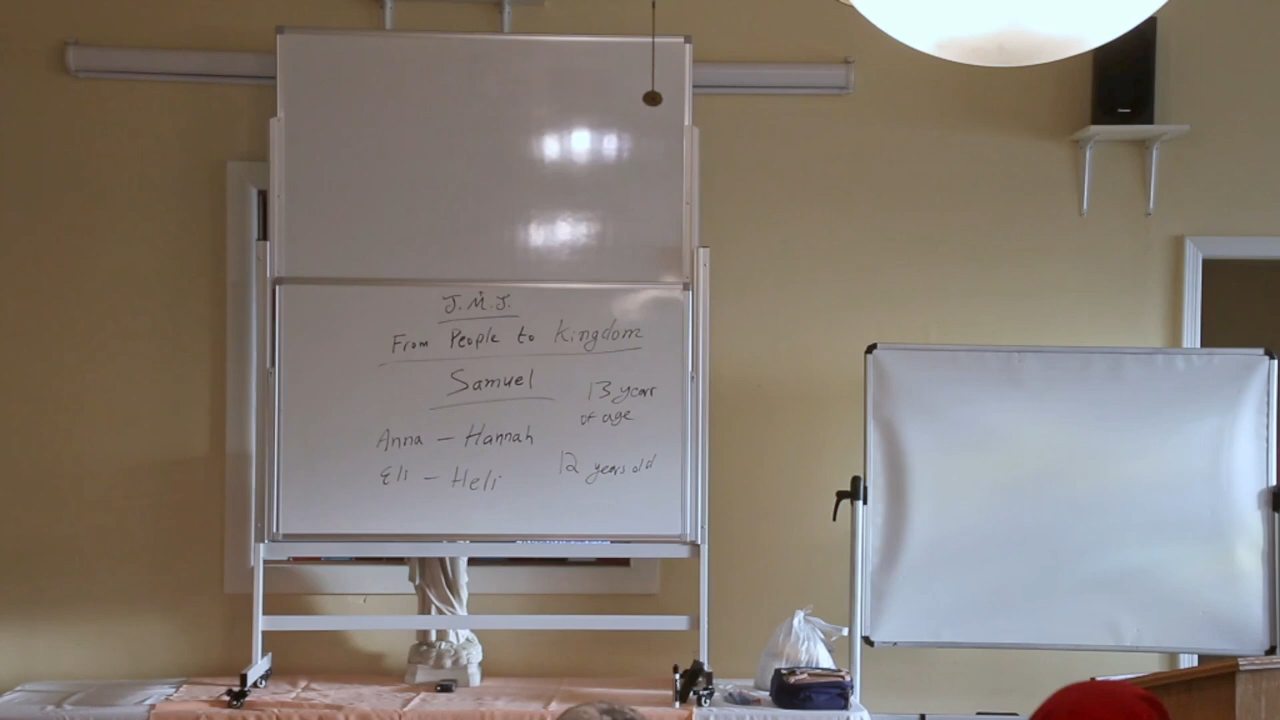 J.M.J.
From People to Kingdom
Samuel
13 years
of age
Anna — Hannah
Eli — Heli
12 years old